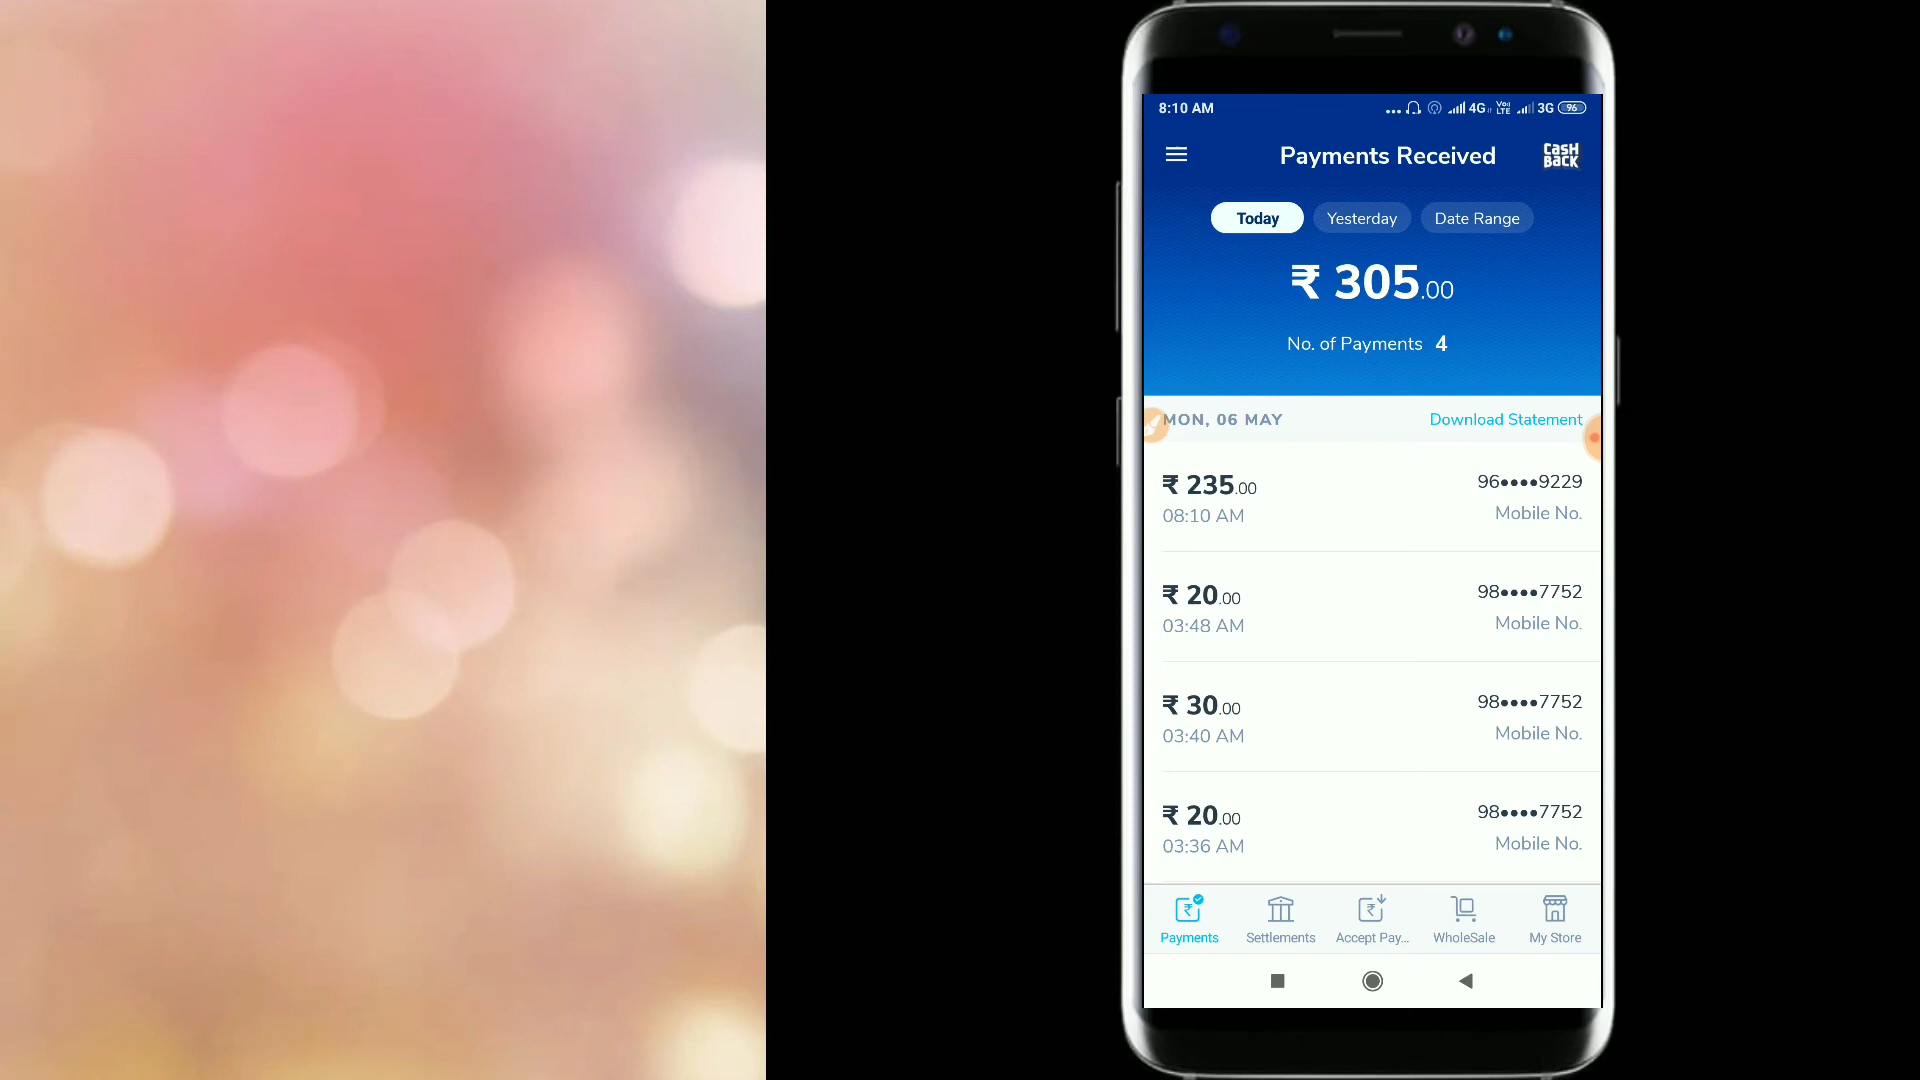 8:10 AM
4G Vo) LTE 3G 96
Payments Received
CASH BACK
Today Yesterday Date Range
₹ 305.00
No. of Payments 4
MON, 06 MAY Download Statement
₹ 235.00 96••••9229
08:10 AM Mobile No.
₹ 20.00 98••••7752
03:48 AM Mobile No.
₹ 30.00 98••••7752
03:40 AM Mobile No.
₹ 20.00 98••••7752
03:36 AM Mobile No.
Payments Settlements Accept Pay... WholeSale My Store